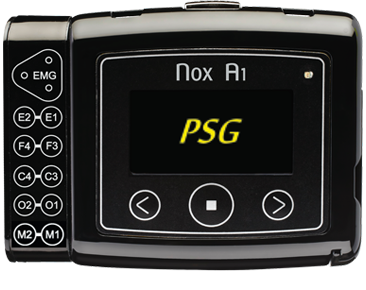 Nox A1
EMG
E2 E1
F4 F3
PSG
C4 C3
O2 O1
M2 M1